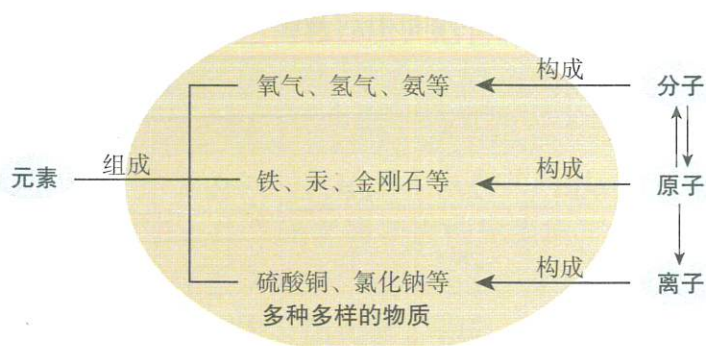 氧气、氢气、氨等
构成
分子
元素
组成
铁、汞、金刚石等
构成
原子
硫酸铜、氯化钠等
构成
离子
多种多样的物质